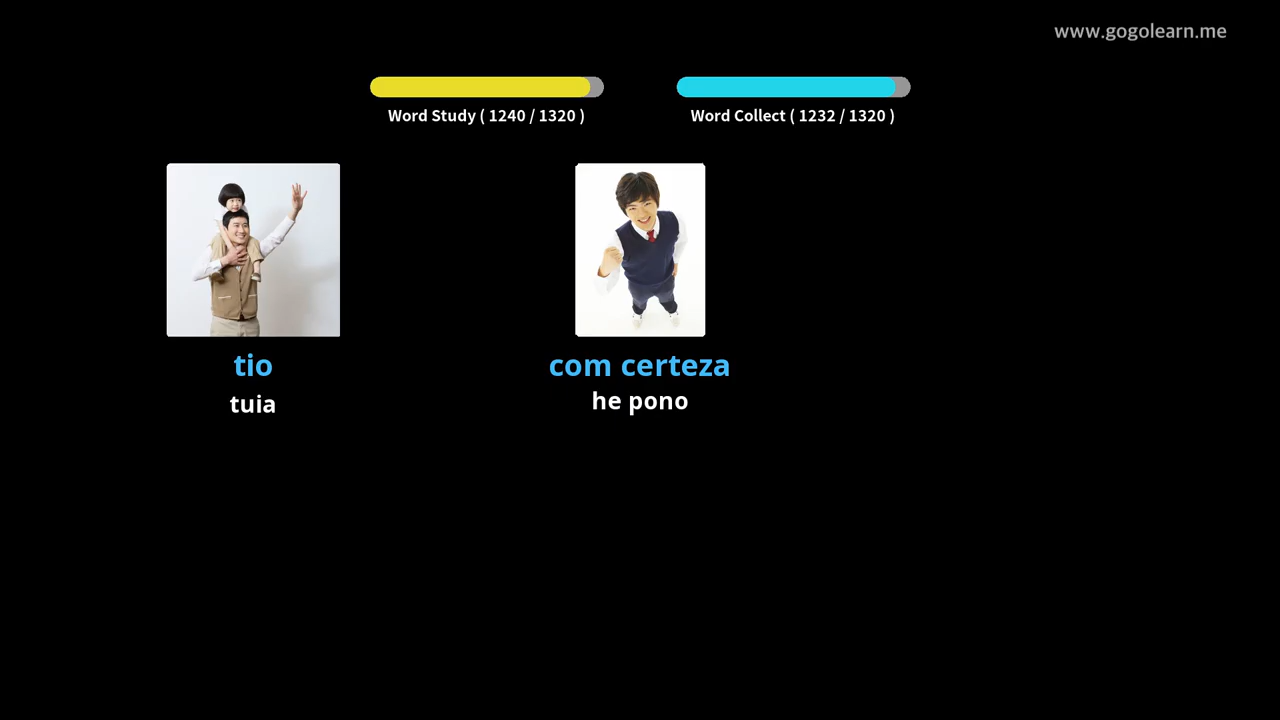 www.gogolearn.me
Word Study ( 1240 / 1320 )
Word Collect ( 1232 / 1320 )
tio
tuia
com certeza
he pono